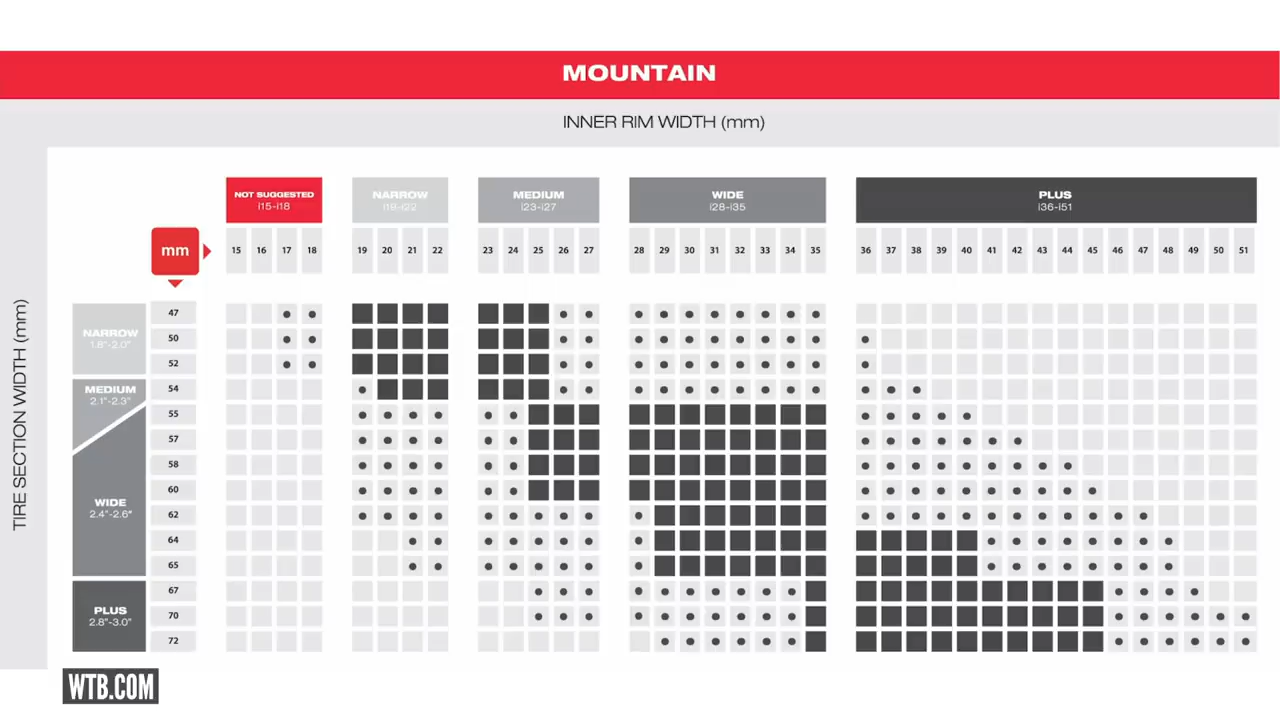 MOUNTAIN
INNER RIM WIDTH (mm)
NOT SUGGESTED
i15-i18
NARROW
i19-i22
MEDIUM
i23-i27
WIDE
i28-i35
PLUS
i36-i51
mm
15 16 17 18 19 20 21 22 23 24 25 26 27 28 29 30 31 32 33 34 35 36 37 38 39 40 41 42 43 44 45 46 47 48 49 50 51
TIRE SECTION WIDTH (mm)
NARROW
1.8"-2.0"
47
50
52
MEDIUM
2.1"-2.3"
54
55
57
58
60
WIDE
2.4"-2.6"
62
64
65
PLUS
2.8"-3.0"
67
70
72
WTB.COM